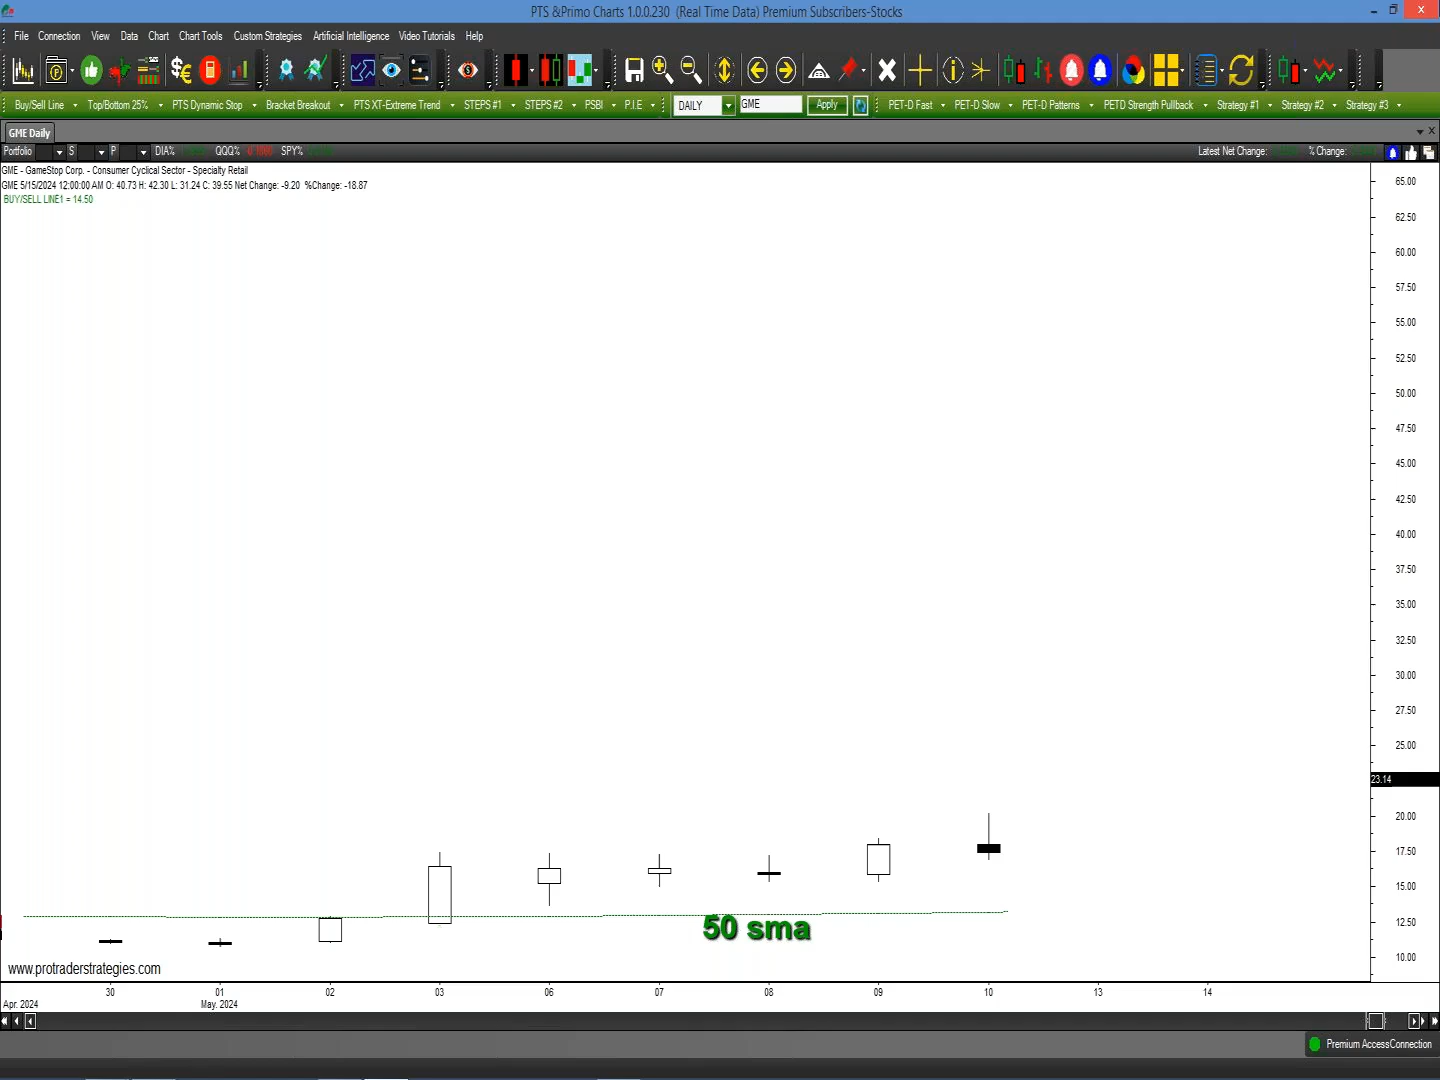 PTS &Primo Charts 1.0.0.230 (Real Time Data) Premium Subscribers-Stocks
File Connection View Data Chart Chart Tools Custom Strategies Artificial Intelligence Video Tutorials Help
Buy/Sell Line Top/Bottom 25% PTS Dynamic Stop Bracket Breakout PTS XT-Extreme Trend STEPS #1 STEPS #2 PSBI P.I.E DAILY GME Apply PET-D Fast PET-D Slow PET-D Patterns PETD Strength Pullback Strategy #1 Strategy #2 Strategy #3
GME Daily
Portfolio S P DIA% QQQ% SPY% Latest Net Change: % Change:
GME - GameStop Corp. - Consumer Cyclical Sector - Specialty Retail
GME 5/15/2024 12:00:00 AM O: 40.73 H: 42.30 L: 31.24 C: 39.55 Net Change: -9.20 %Change: -18.87
BUY/SELL LINE1 = 14.50
65.00
62.50
60.00
57.50
55.00
52.50
50.00
47.50
45.00
42.50
40.00
37.50
35.00
32.50
30.00
27.50
25.00
23.14
20.00
17.50
15.00
12.50
10.00
50 sma
www.protraderstrategies.com
30 01 02 03 06 07 08 09 10 13 14
Apr. 2024 May. 2024
Premium AccessConnection